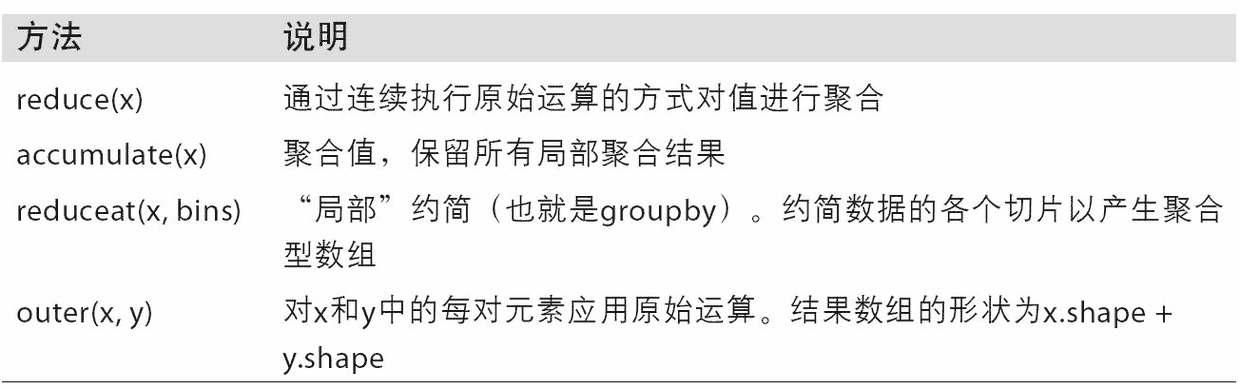 方法 说明
reduce(x) 通过连续执行原始运算的方式对值进行聚合
accumulate(x) 聚合值，保留所有局部聚合结果
reduceat(x, bins) “局部”约简（也就是groupby）。约简数据的各个切片以产生聚合
型数组
outer(x, y) 对x和y中的每对元素应用原始运算。结果数组的形状为x.shape +
y.shape